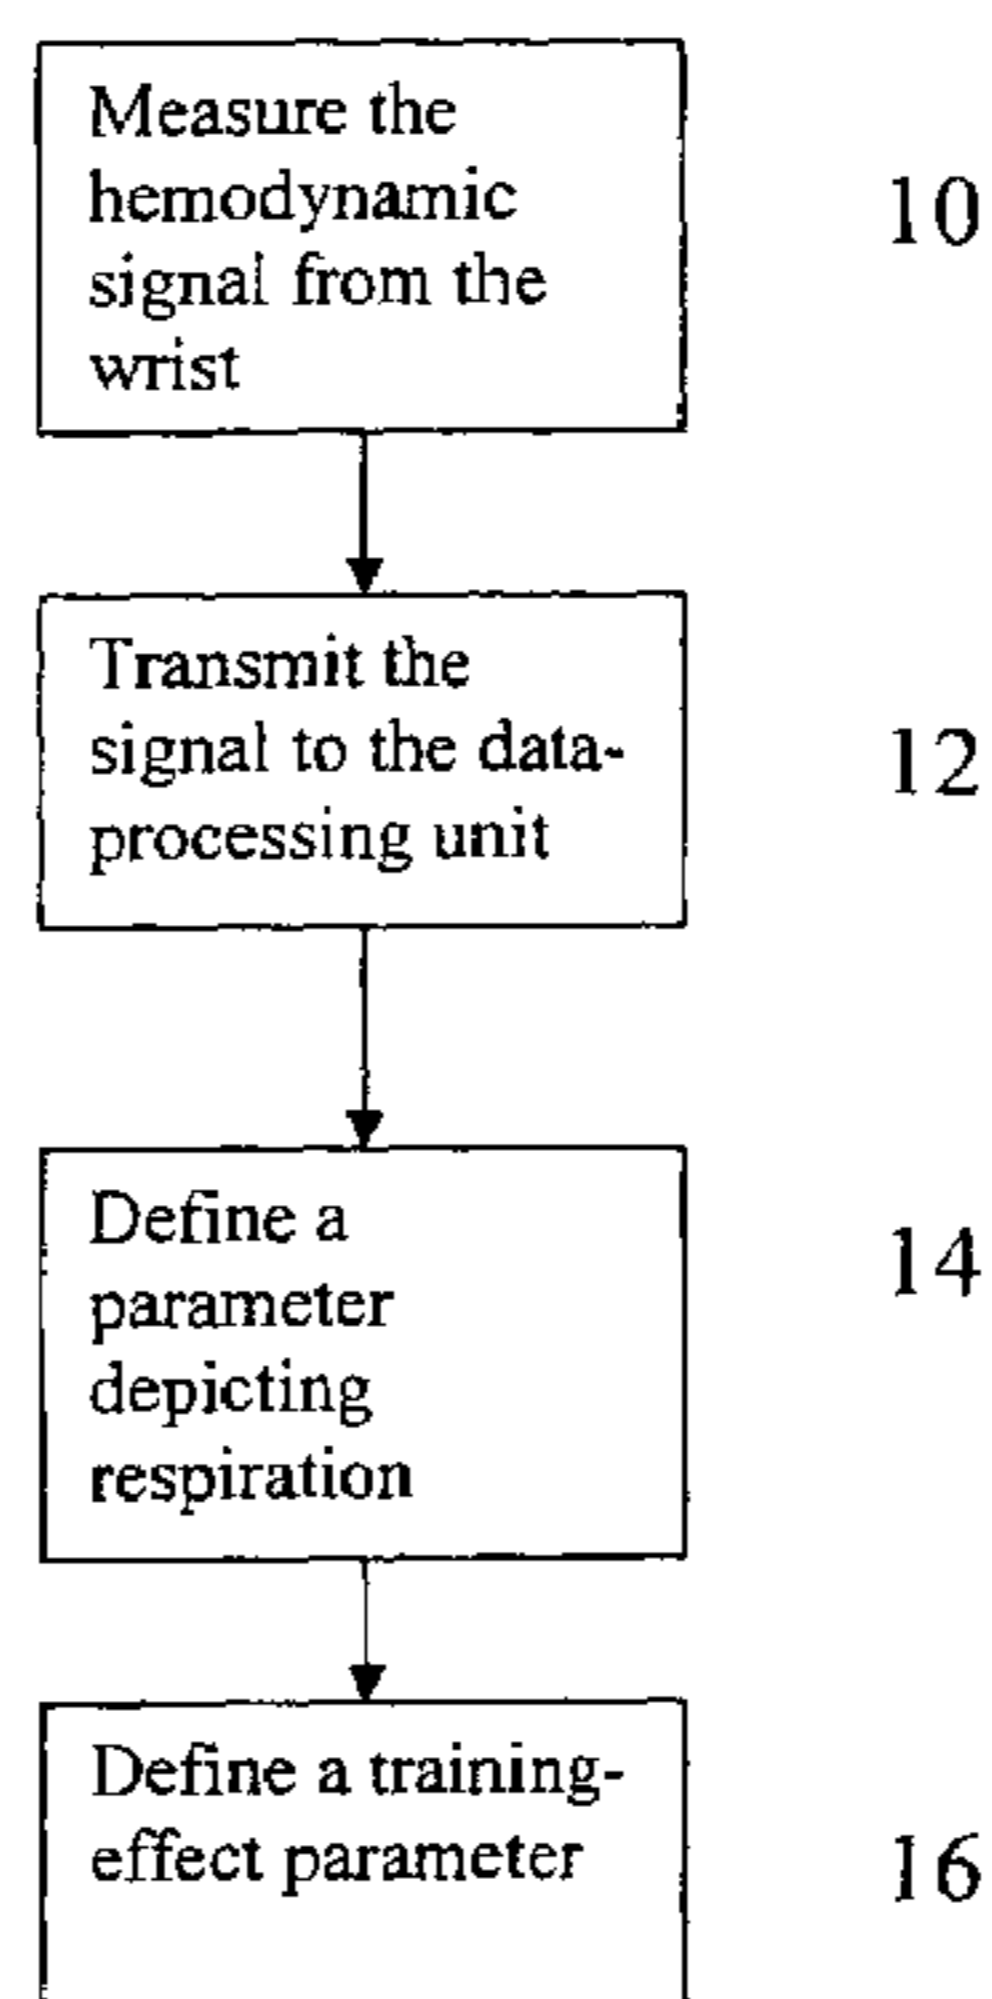 Measure the
hemodynamic
signal from the
wrist
10
Transmit the
signal to the data-
processing unit
12
Define a
parameter
depicting
respiration
14
Define a training-
effect parameter
16